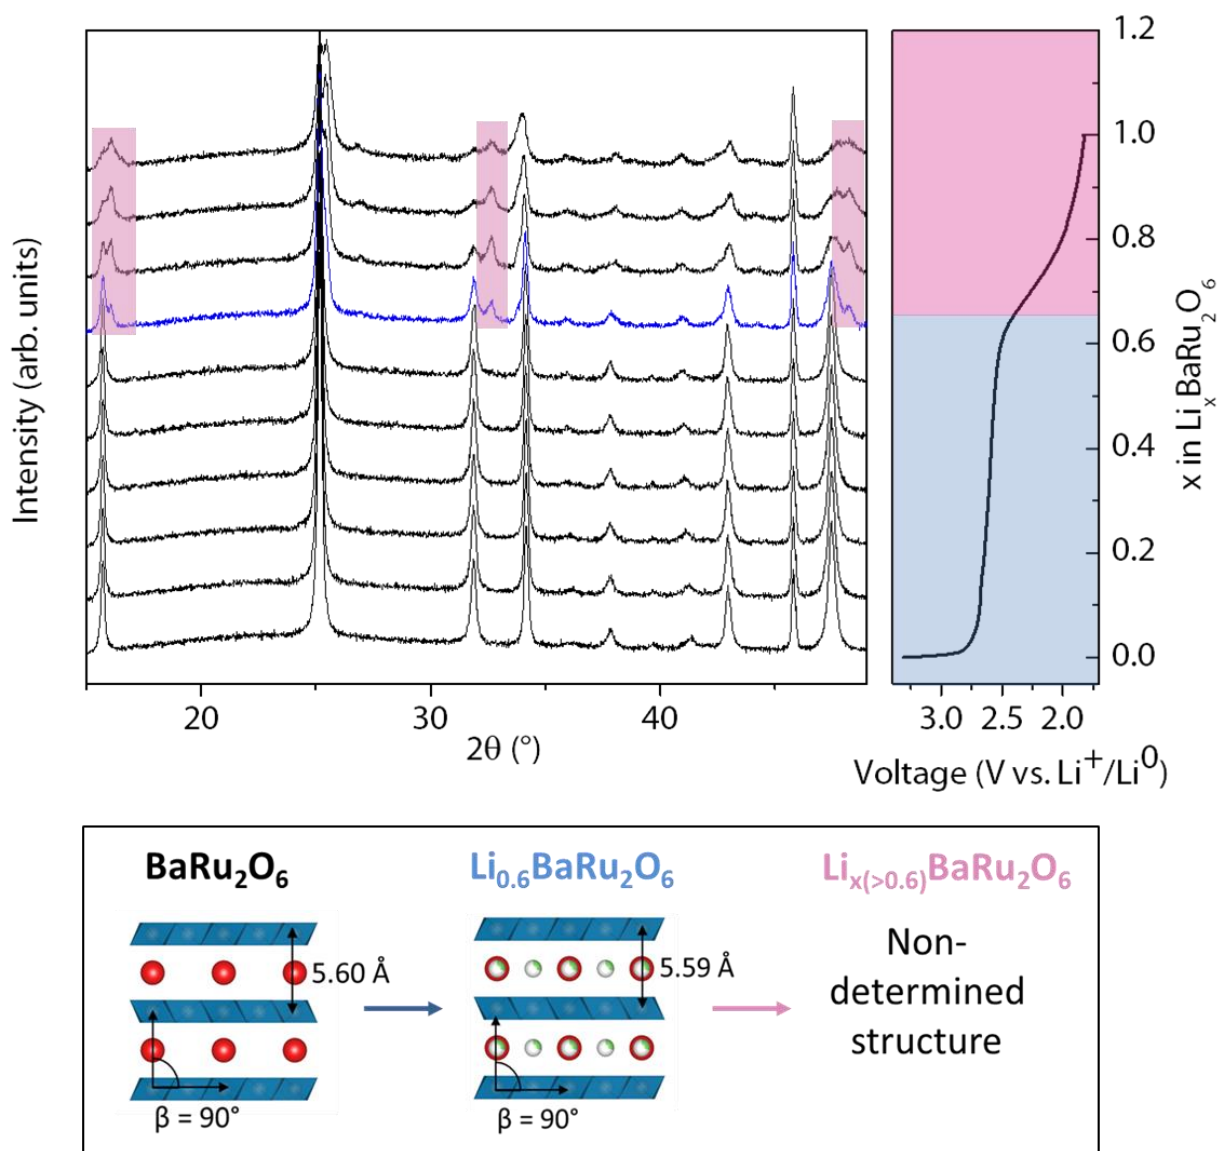 Intensity (arb. units)
20
30
40
2θ (°)
1.2
1.0
0.8
0.6
0.4
0.2
0.0
x in LiₓBaRu₂O₆
3.0 2.5 2.0
Voltage (V vs. Li⁺/Li⁰)
BaRu₂O₆
Li₀.₆BaRu₂O₆
Liₓ₍>₀.₆₎BaRu₂O₆
5.60 Å
β = 90°
5.59 Å
β = 90°
Non-
determined
structure